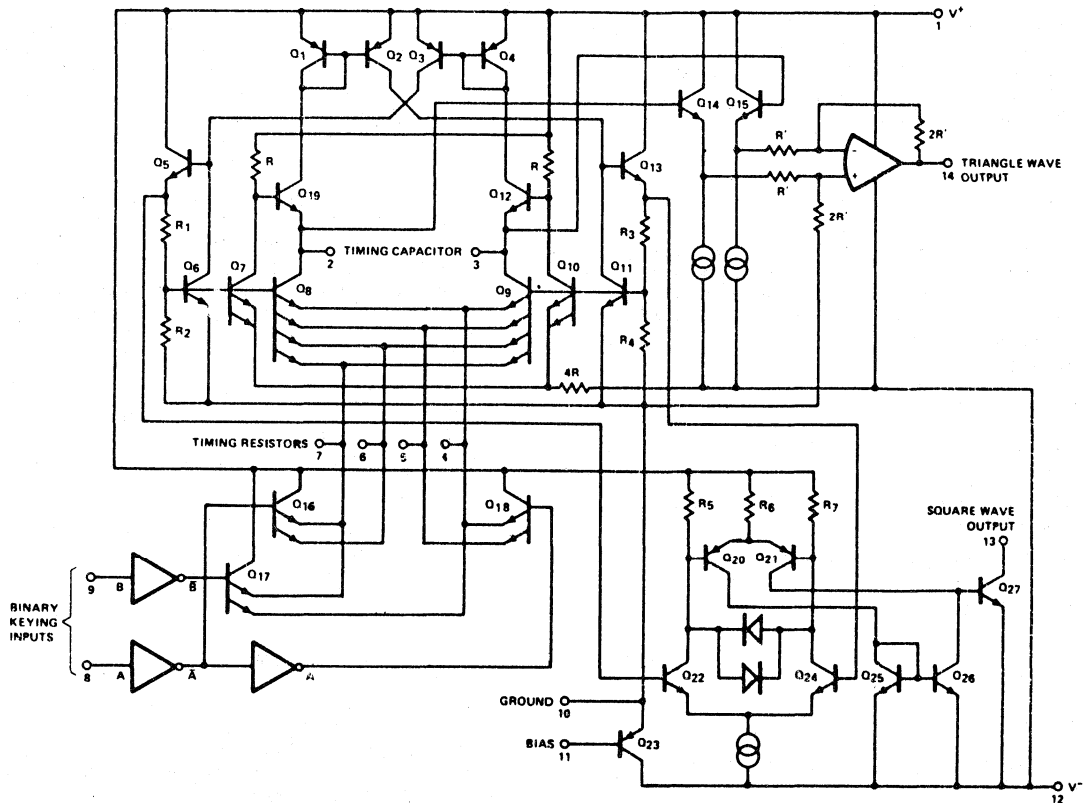 V+
1
Q1
Q2
Q3
Q4
Q5
Q14
Q15
R
R
Q13
R'
R'
2R'
2R'
-
+
TRIANGLE WAVE
OUTPUT
14
Q19
Q12
R1
R3
TIMING CAPACITOR
2
3
Q6
Q7
Q8
Q9
Q10
Q11
R2
R4
4R
TIMING RESISTORS
7
6
5
4
Q16
Q18
R5
R6
R7
SQUARE WAVE
OUTPUT
13
Q20
Q21
Q17
Q27
BINARY
KEYING
INPUTS
9
B
B̅
8
A
A̅
A
Q22
Q24
Q25
Q26
GROUND
10
BIAS
11
Q23
V-
12